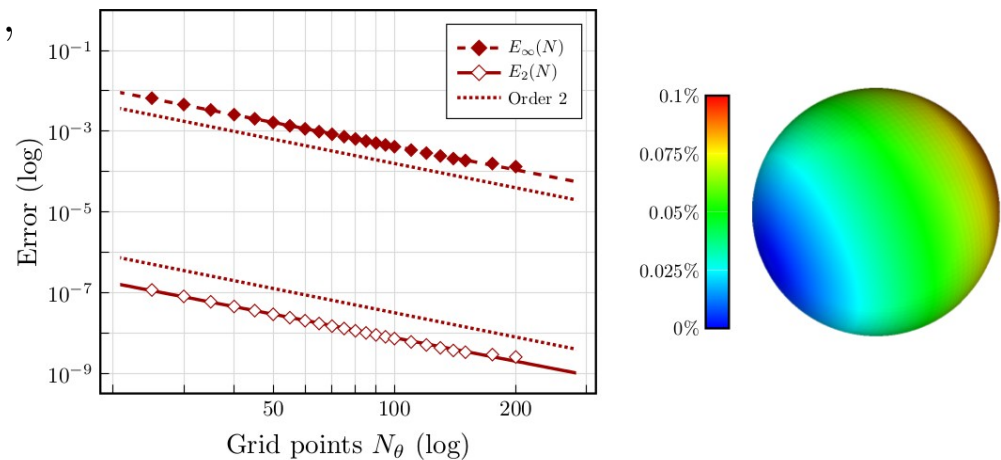 ,
10⁻¹
10⁻³
10⁻⁵
10⁻⁷
10⁻⁹
Error (log)
E∞(N)
E₂(N)
Order 2
50 100 200
Grid points N_θ (log)
0.1%
0.075%
0.05%
0.025%
0%